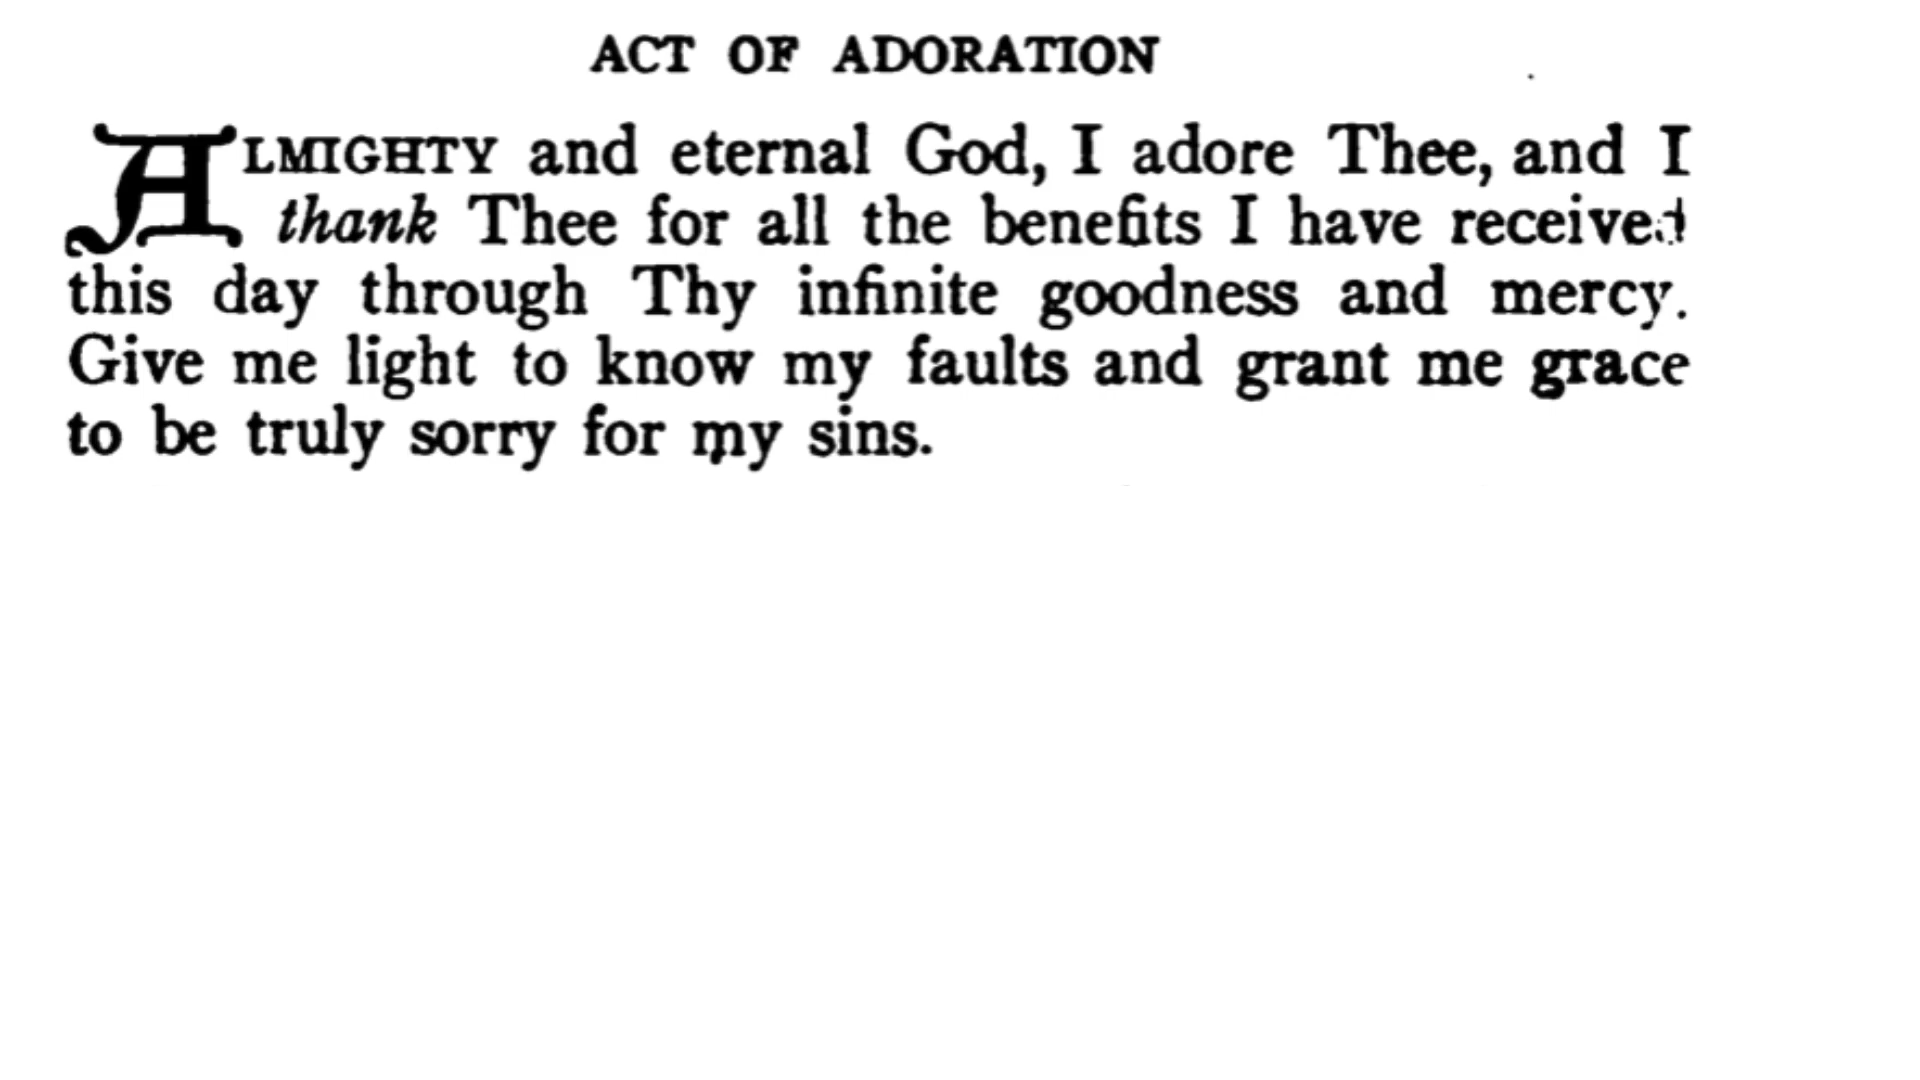 ACT OF ADORATION
ALMIGHTY and eternal God, I adore Thee, and I
thank Thee for all the benefits I have received
this day through Thy infinite goodness and mercy.
Give me light to know my faults and grant me grace
to be truly sorry for my sins.